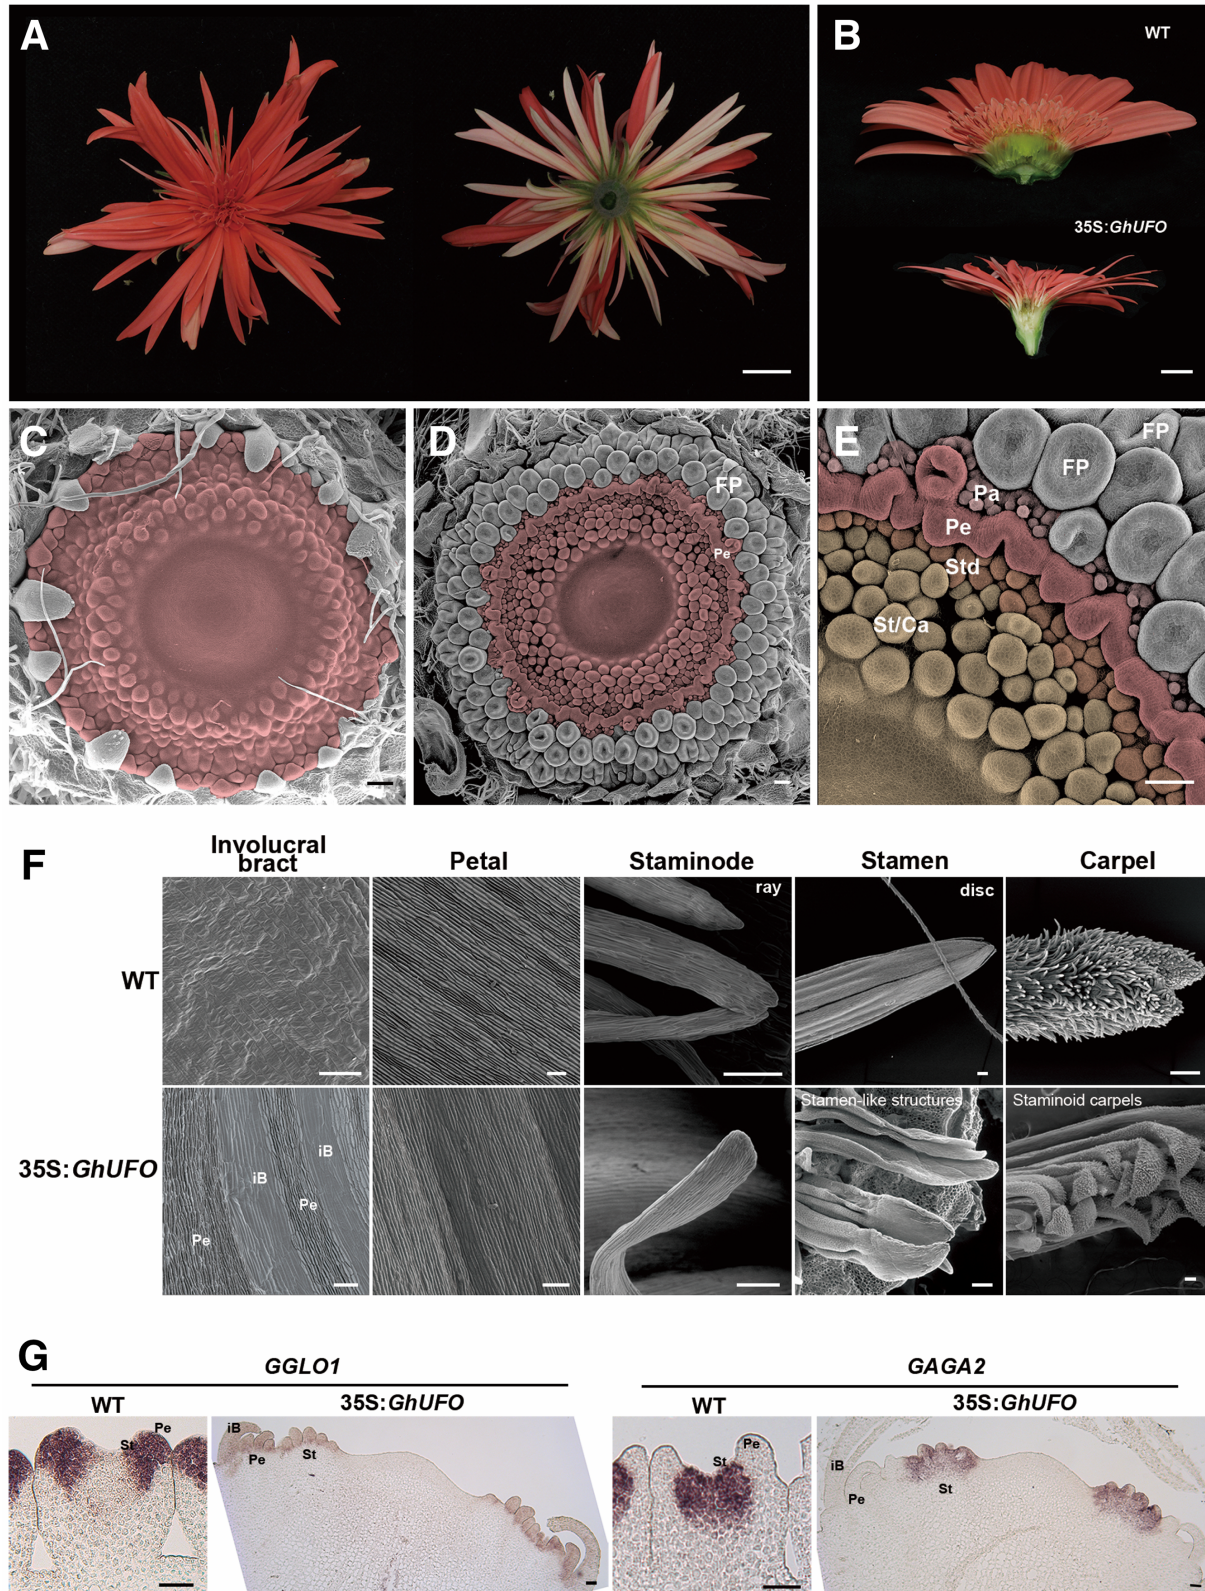 A
B
WT
35S:GhUFO
C
D
FP
Pe
E
FP
FP
Pa
Pe
Std
St/Ca
F
Involucral
bract
Petal
Staminode
Stamen
Carpel
WT
ray
disc
35S:GhUFO
Stamen-like structures
Staminoid carpels
iB
iB
Pe
Pe
G
GGLO1
GAGA2
WT
35S:GhUFO
WT
35S:GhUFO
Pe
St
iB
Pe
St
Pe
St
iB
Pe
St